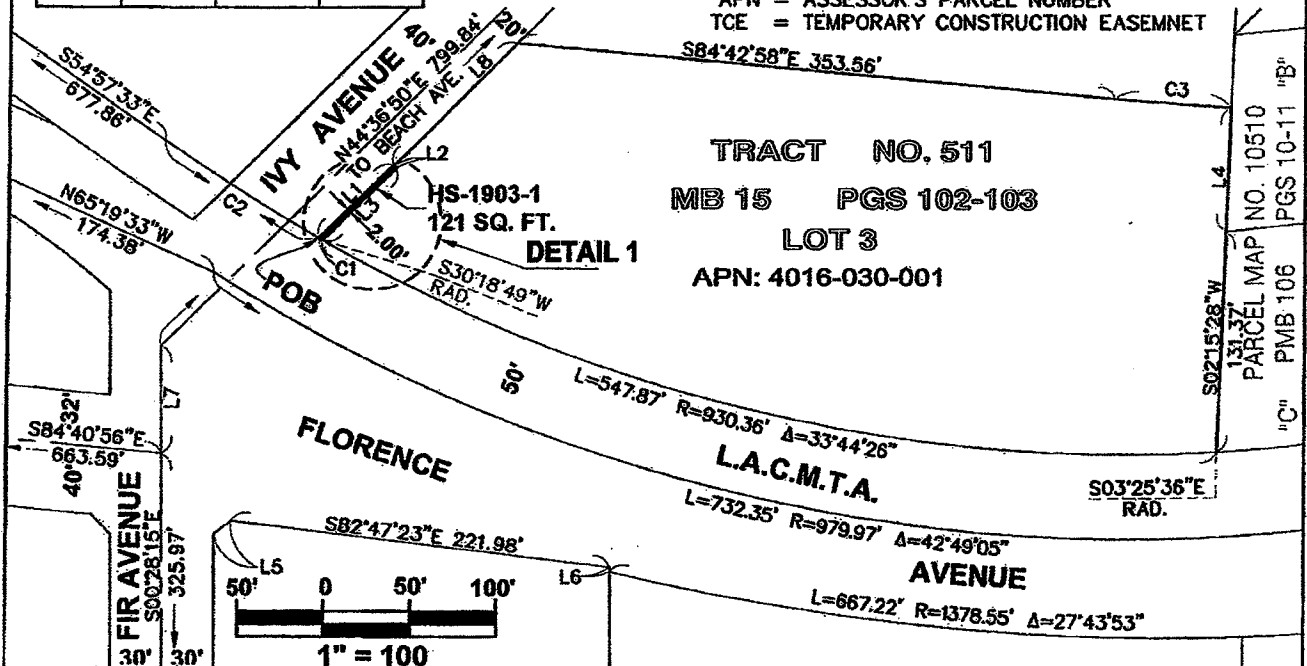 APN = ASSESSOR'S PARCEL NUMBER
TCE = TEMPORARY CONSTRUCTION EASEMNET
S54°57'33"E
677.86'
IVY AVENUE
40'
N44°36'50"E 799.84'
TO BEACH AVE.
L8
20'
S84°42'58"E 353.56'
C3
N65°19'33"W
174.38'
C2
L1
L3
L2
2.00'
HS-1903-1
121 SQ. FT.
DETAIL 1
POB
C1
S30°18'49"W
RAD.
TRACT NO. 511
MB 15 PGS 102-103
LOT 3
APN: 4016-030-001
L4
S02°15'28"W
131.37'
PARCEL MAP NO. 10510
"C" PMB 106 PGS 10-11 "B"
50'
L=547.87' R=930.36' Δ=33°44'26"
L.A.C.M.T.A.
L=732.35' R=979.97' Δ=42°49'05"
S03°25'36"E
RAD.
L7
32'
40'
S84°40'56"E
663.59'
FLORENCE
AVENUE
FIR AVENUE
S00°28'15"E
325.97'
30' 30'
S82°47'23"E 221.98'
L5
L6
L=667.22' R=1378.55' Δ=27°43'53"
50' 0 50' 100'
1" = 100